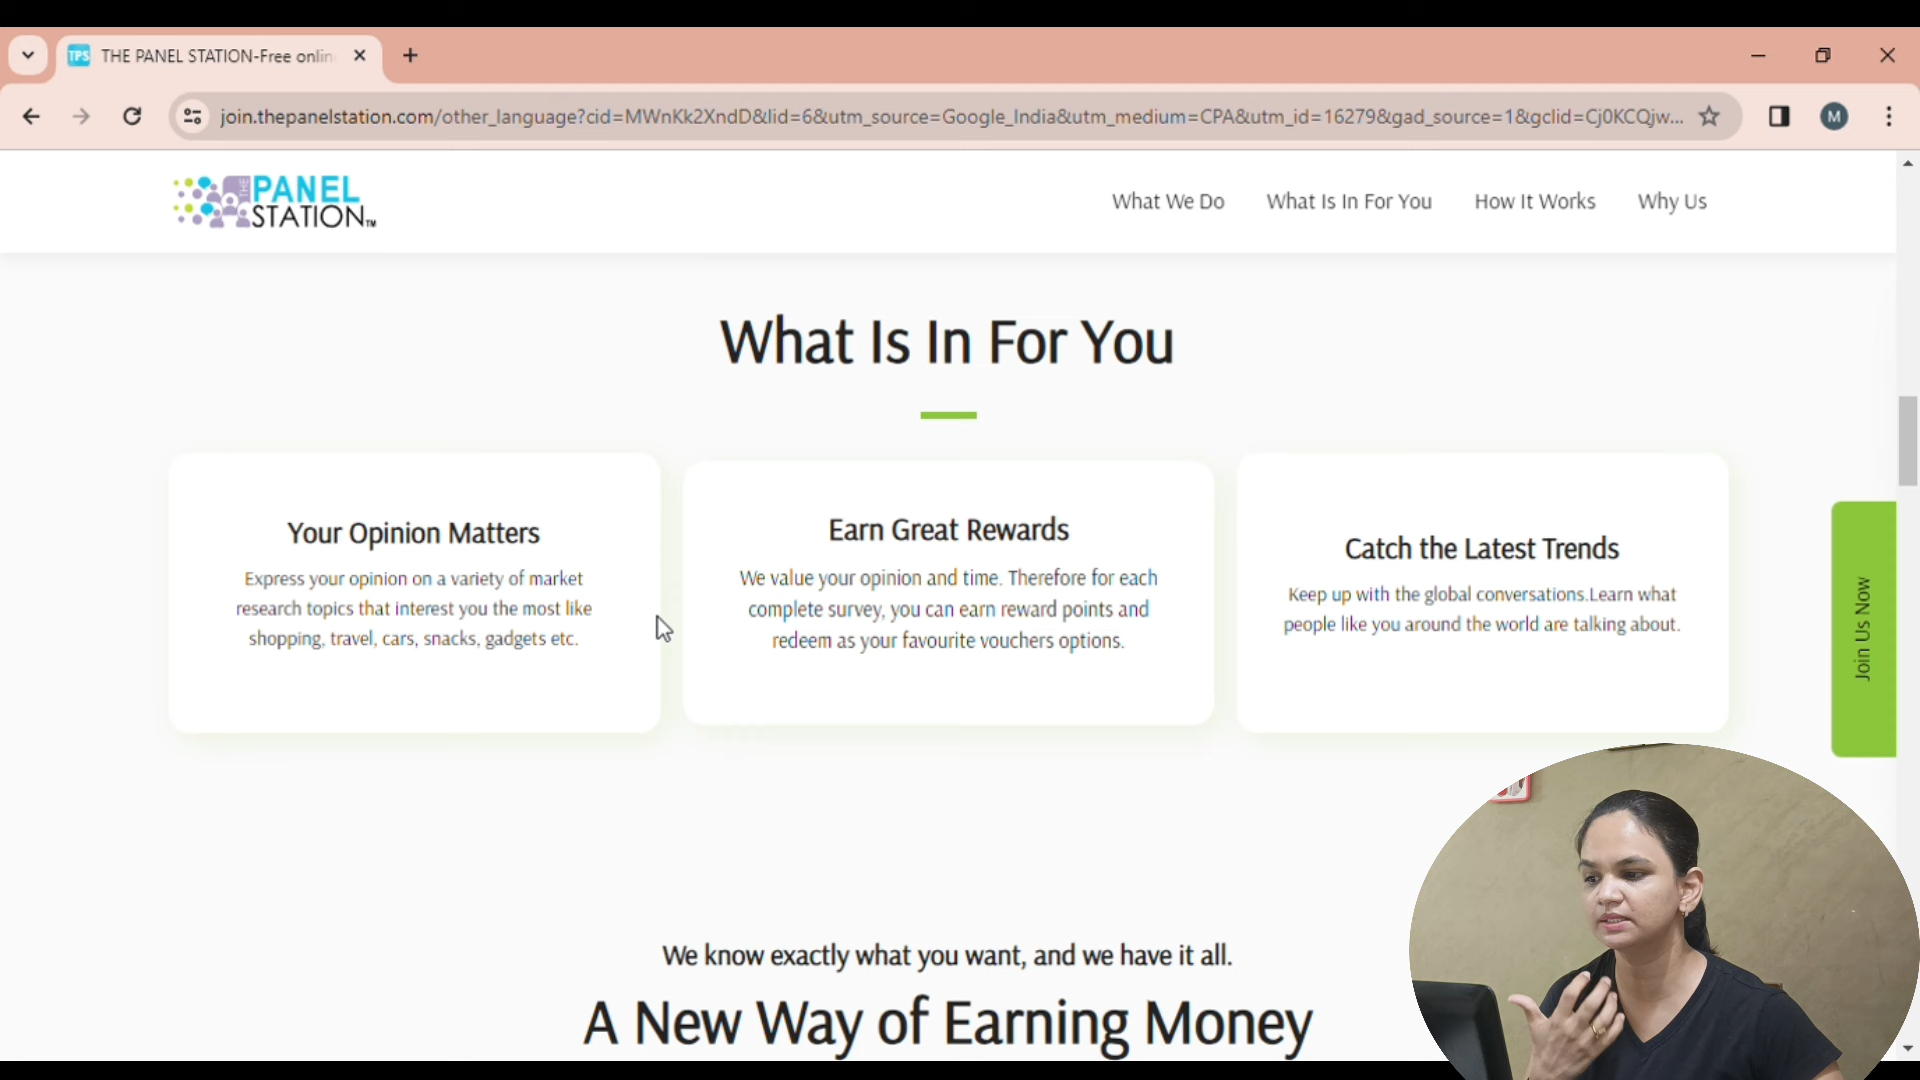 TPS THE PANEL STATION-Free onlin
join.thepanelstation.com/other_language?cid=MWnKk2XndD&lid=6&utm_source=Google_India&utm_medium=CPA&utm_id=16279&gad_source=1&gclid=Cj0KCQjw...
M
THE PANEL
STATION™
What We Do
What Is In For You
How It Works
Why Us
What Is In For You
Your Opinion Matters
Express your opinion on a variety of market
research topics that interest you the most like
shopping, travel, cars, snacks, gadgets etc.
Earn Great Rewards
We value your opinion and time. Therefore for each
complete survey, you can earn reward points and
redeem as your favourite vouchers options.
Catch the Latest Trends
Keep up with the global conversations.Learn what
people like you around the world are talking about.
Join Us Now
We know exactly what you want, and we have it all.
A New Way of Earning Money